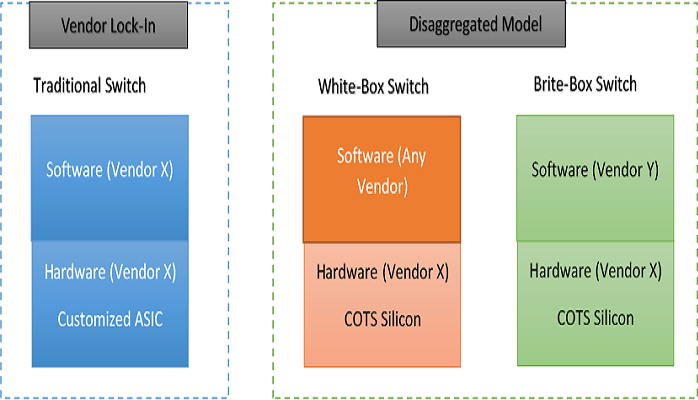 Vendor Lock-In
Traditional Switch
Software (Vendor X)
Hardware (Vendor X)
Customized ASIC
Disaggregated Model
White-Box Switch
Software (Any
Vendor)
Hardware (Vendor X)
COTS Silicon
Brite-Box Switch
Software (Vendor Y)
Hardware (Vendor X)
COTS Silicon